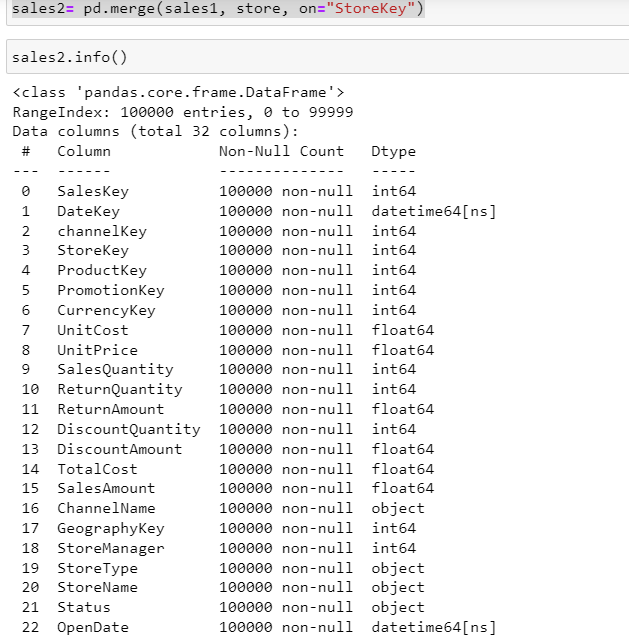 sales2= pd.merge(sales1, store, on="StoreKey")
sales2.info()
<class 'pandas.core.frame.DataFrame'>
RangeIndex: 100000 entries, 0 to 99999
Data columns (total 32 columns):
 #   Column            Non-Null Count   Dtype
---  ------            --------------   -----
 0   SalesKey          100000 non-null  int64
 1   DateKey           100000 non-null  datetime64[ns]
 2   channelKey        100000 non-null  int64
 3   StoreKey          100000 non-null  int64
 4   ProductKey        100000 non-null  int64
 5   PromotionKey      100000 non-null  int64
 6   CurrencyKey       100000 non-null  int64
 7   UnitCost          100000 non-null  float64
 8   UnitPrice         100000 non-null  float64
 9   SalesQuantity     100000 non-null  int64
 10  ReturnQuantity    100000 non-null  int64
 11  ReturnAmount      100000 non-null  float64
 12  DiscountQuantity  100000 non-null  int64
 13  DiscountAmount    100000 non-null  float64
 14  TotalCost         100000 non-null  float64
 15  SalesAmount       100000 non-null  float64
 16  ChannelName       100000 non-null  object
 17  GeographyKey      100000 non-null  int64
 18  StoreManager      100000 non-null  int64
 19  StoreType         100000 non-null  object
 20  StoreName         100000 non-null  object
 21  Status            100000 non-null  object
 22  OpenDate          100000 non-null  datetime64[ns]